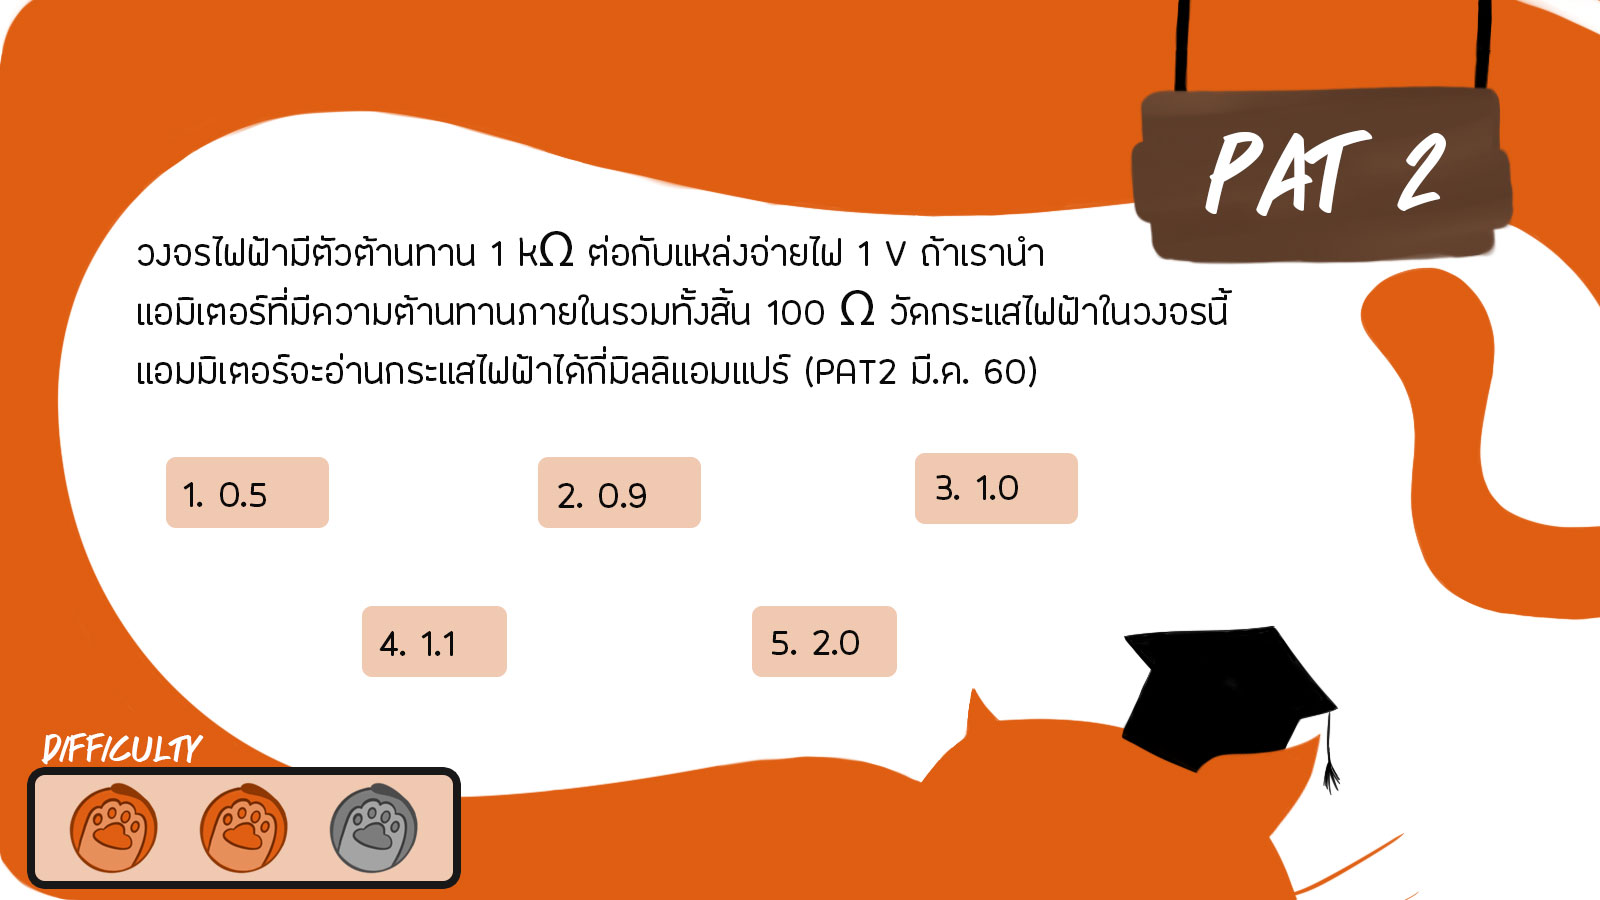 PAT 2
วงจรไฟฟ้ามีตัวต้านทาน 1 kΩ ต่อกับแหล่งจ่ายไฟ 1 V ถ้าเรานำ
แอมิเตอร์ที่มีความต้านทานภายในรวมทั้งสิ้น 100 Ω วัดกระแสไฟฟ้าในวงจรนี้
แอมมิเตอร์จะอ่านกระแสไฟฟ้าได้กี่มิลลิแอมแปร์ (PAT2 มี.ค. 60)
1. 0.5
2. 0.9
3. 1.0
4. 1.1
5. 2.0
DIFFICULTY